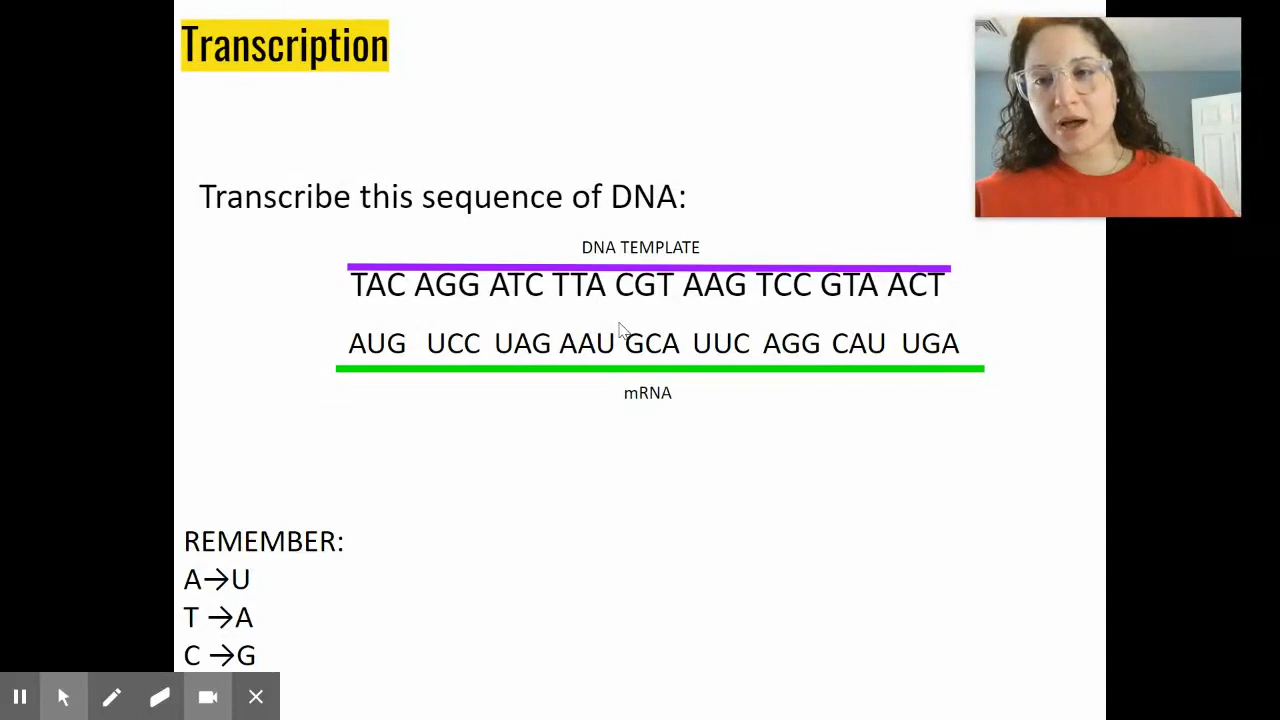 Transcription
Transcribe this sequence of DNA:
DNA TEMPLATE
TAC AGG ATC TTA CGT AAG TCC GTA ACT
AUG UCC UAG AAU GCA UUC AGG CAU UGA
mRNA
REMEMBER:
A→U
T →A
C →G